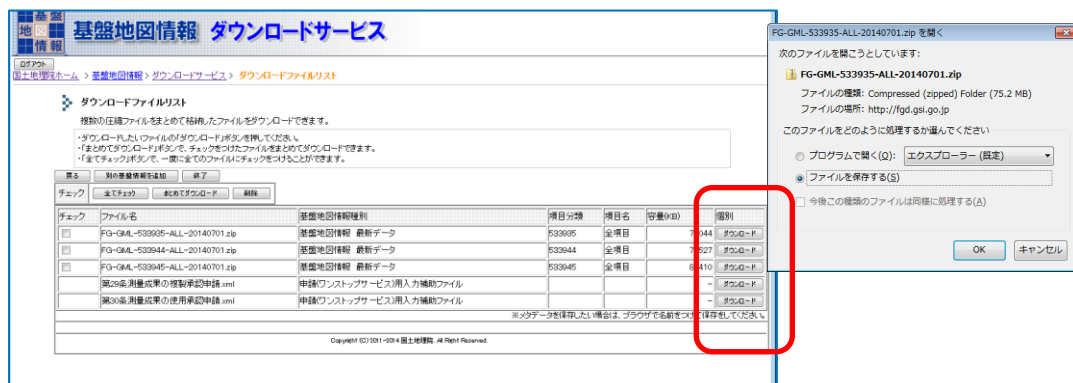 基盤
地図
情報
基盤地図情報 ダウンロードサービス
ログアウト
国土地理院ホーム > 基盤地図情報 > ダウンロードサービス > ダウンロードファイルリスト
ダウンロードファイルリスト
複数の圧縮ファイルをまとめて格納したファイルをダウンロードできます。
・ダウンロードしたいファイルの「ダウンロード」ボタンを押してください。
・「まとめてダウンロード」ボタンで、チェックをつけたファイルをまとめてダウンロードできます。
・「全てチェック」ボタンで、一度に全てのファイルにチェックをつけることができます。
戻る 別の基盤情報を追加 終了
チェック 全てチェック まとめてダウンロード 削除
チェック ファイル名 基盤地図情報種別 項目分類 項目名 容量(KB) 個別
FG-GML-533935-ALL-20140701.zip 基盤地図情報 最新データ 533935 全項目 044 ダウンロード
FG-GML-533944-ALL-20140701.zip 基盤地図情報 最新データ 533944 全項目 527 ダウンロード
FG-GML-533945-ALL-20140701.zip 基盤地図情報 最新データ 533945 全項目 410 ダウンロード
第29条測量成果の複製承認申請.xml 申請(ワンストップサービス)用入力補助ファイル - ダウンロード
第30条測量成果の使用承認申請.xml 申請(ワンストップサービス)用入力補助ファイル - ダウンロード
※メタデータを保存したい場合は、ブラウザで名前をつけて保存をしてください。
Copyright (C) 2011-2014 国土地理院. All Right Reserved.
FG-GML-533935-ALL-20140701.zip を開く
次のファイルを開こうとしています:
FG-GML-533935-ALL-20140701.zip
ファイルの種類: Compressed (zipped) Folder (75.2 MB)
ファイルの場所: http://fgd.gsi.go.jp
このファイルをどのように処理するか選んでください
プログラムで開く(O): エクスプローラー (既定)
ファイルを保存する(S)
今後この種類のファイルは同様に処理する(A)
OK キャンセル